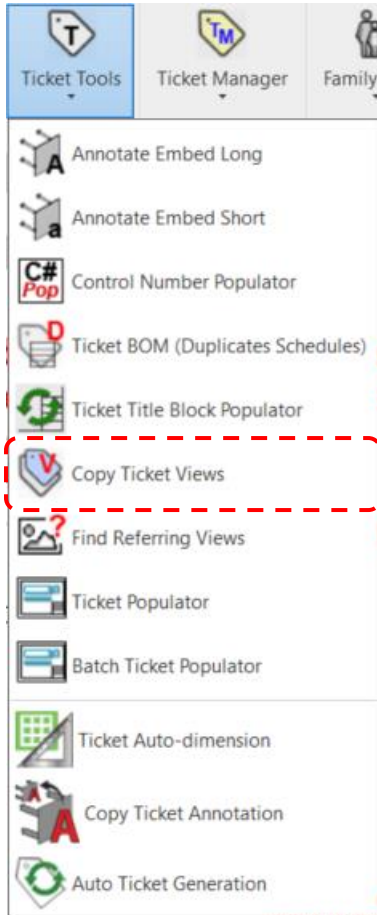 T
TM
Ticket Tools
Ticket Manager
Family
A
Annotate Embed Long
a
Annotate Embed Short
C#
Pop
Control Number Populator
D
Ticket BOM (Duplicates Schedules)
Ticket Title Block Populator
V
Copy Ticket Views
?
Find Referring Views
Ticket Populator
Batch Ticket Populator
Ticket Auto-dimension
A
A
Copy Ticket Annotation
Auto Ticket Generation